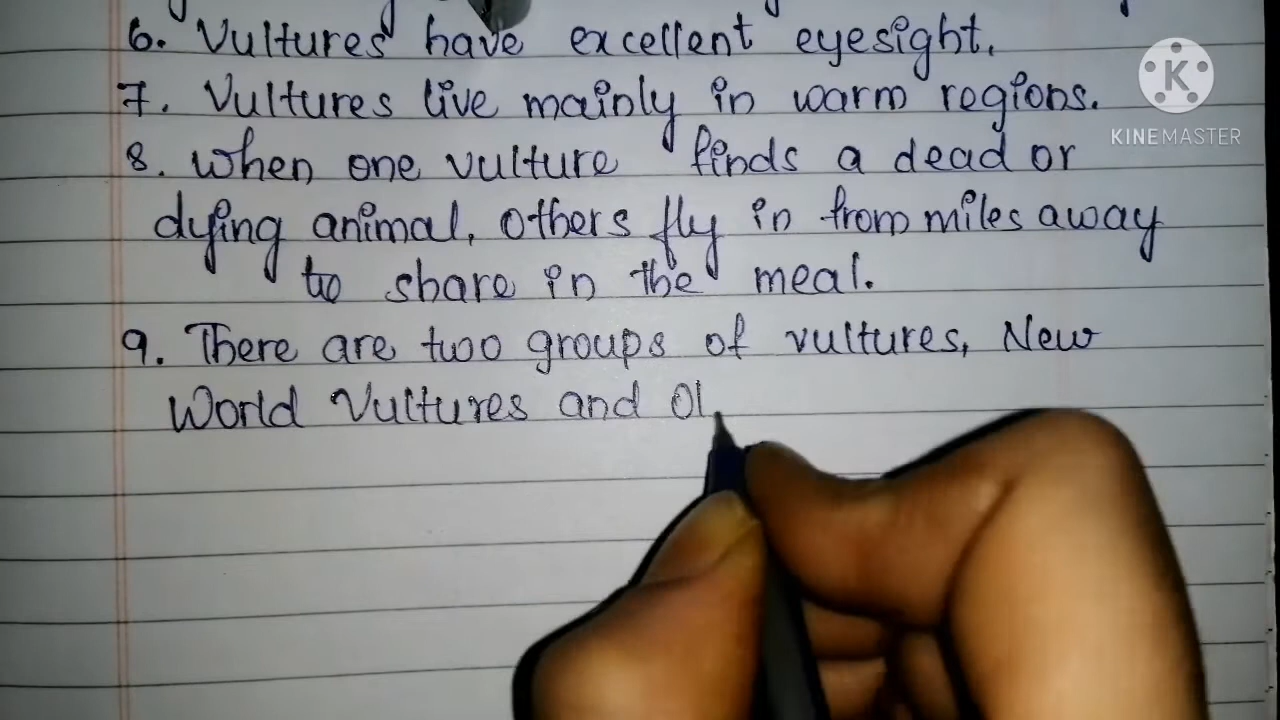 6. Vultures have excellent eyesight.
7. Vultures live mainly in warm regions.
8. When one vulture finds a dead or
dying animal, others fly in from miles away
to share in the meal.
9. There are two groups of vultures, New
World Vultures and Ol
K
KINEMASTER